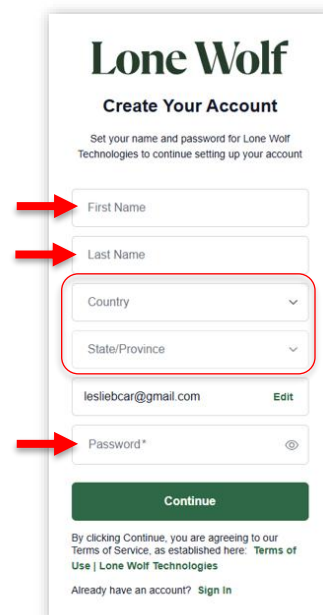 Lone Wolf
Create Your Account
Set your name and password for Lone Wolf
Technologies to continue setting up your account
First Name
Last Name
Country
State/Province
lesliebcar@gmail.com Edit
Password*
Continue
By clicking Continue, you are agreeing to our
Terms of Service, as established here: Terms of
Use | Lone Wolf Technologies
Already have an account? Sign In